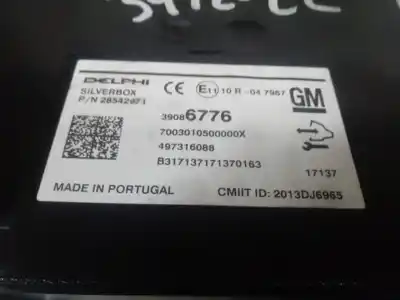 DELPHI
SILVERBOX
P/N 28542971
CE E11 10 R - 04 7967
GM
39086776
7003010500000X
497316088
B317137171370163
17137
MADE IN PORTUGAL
CMIIT ID: 2013DJ6965